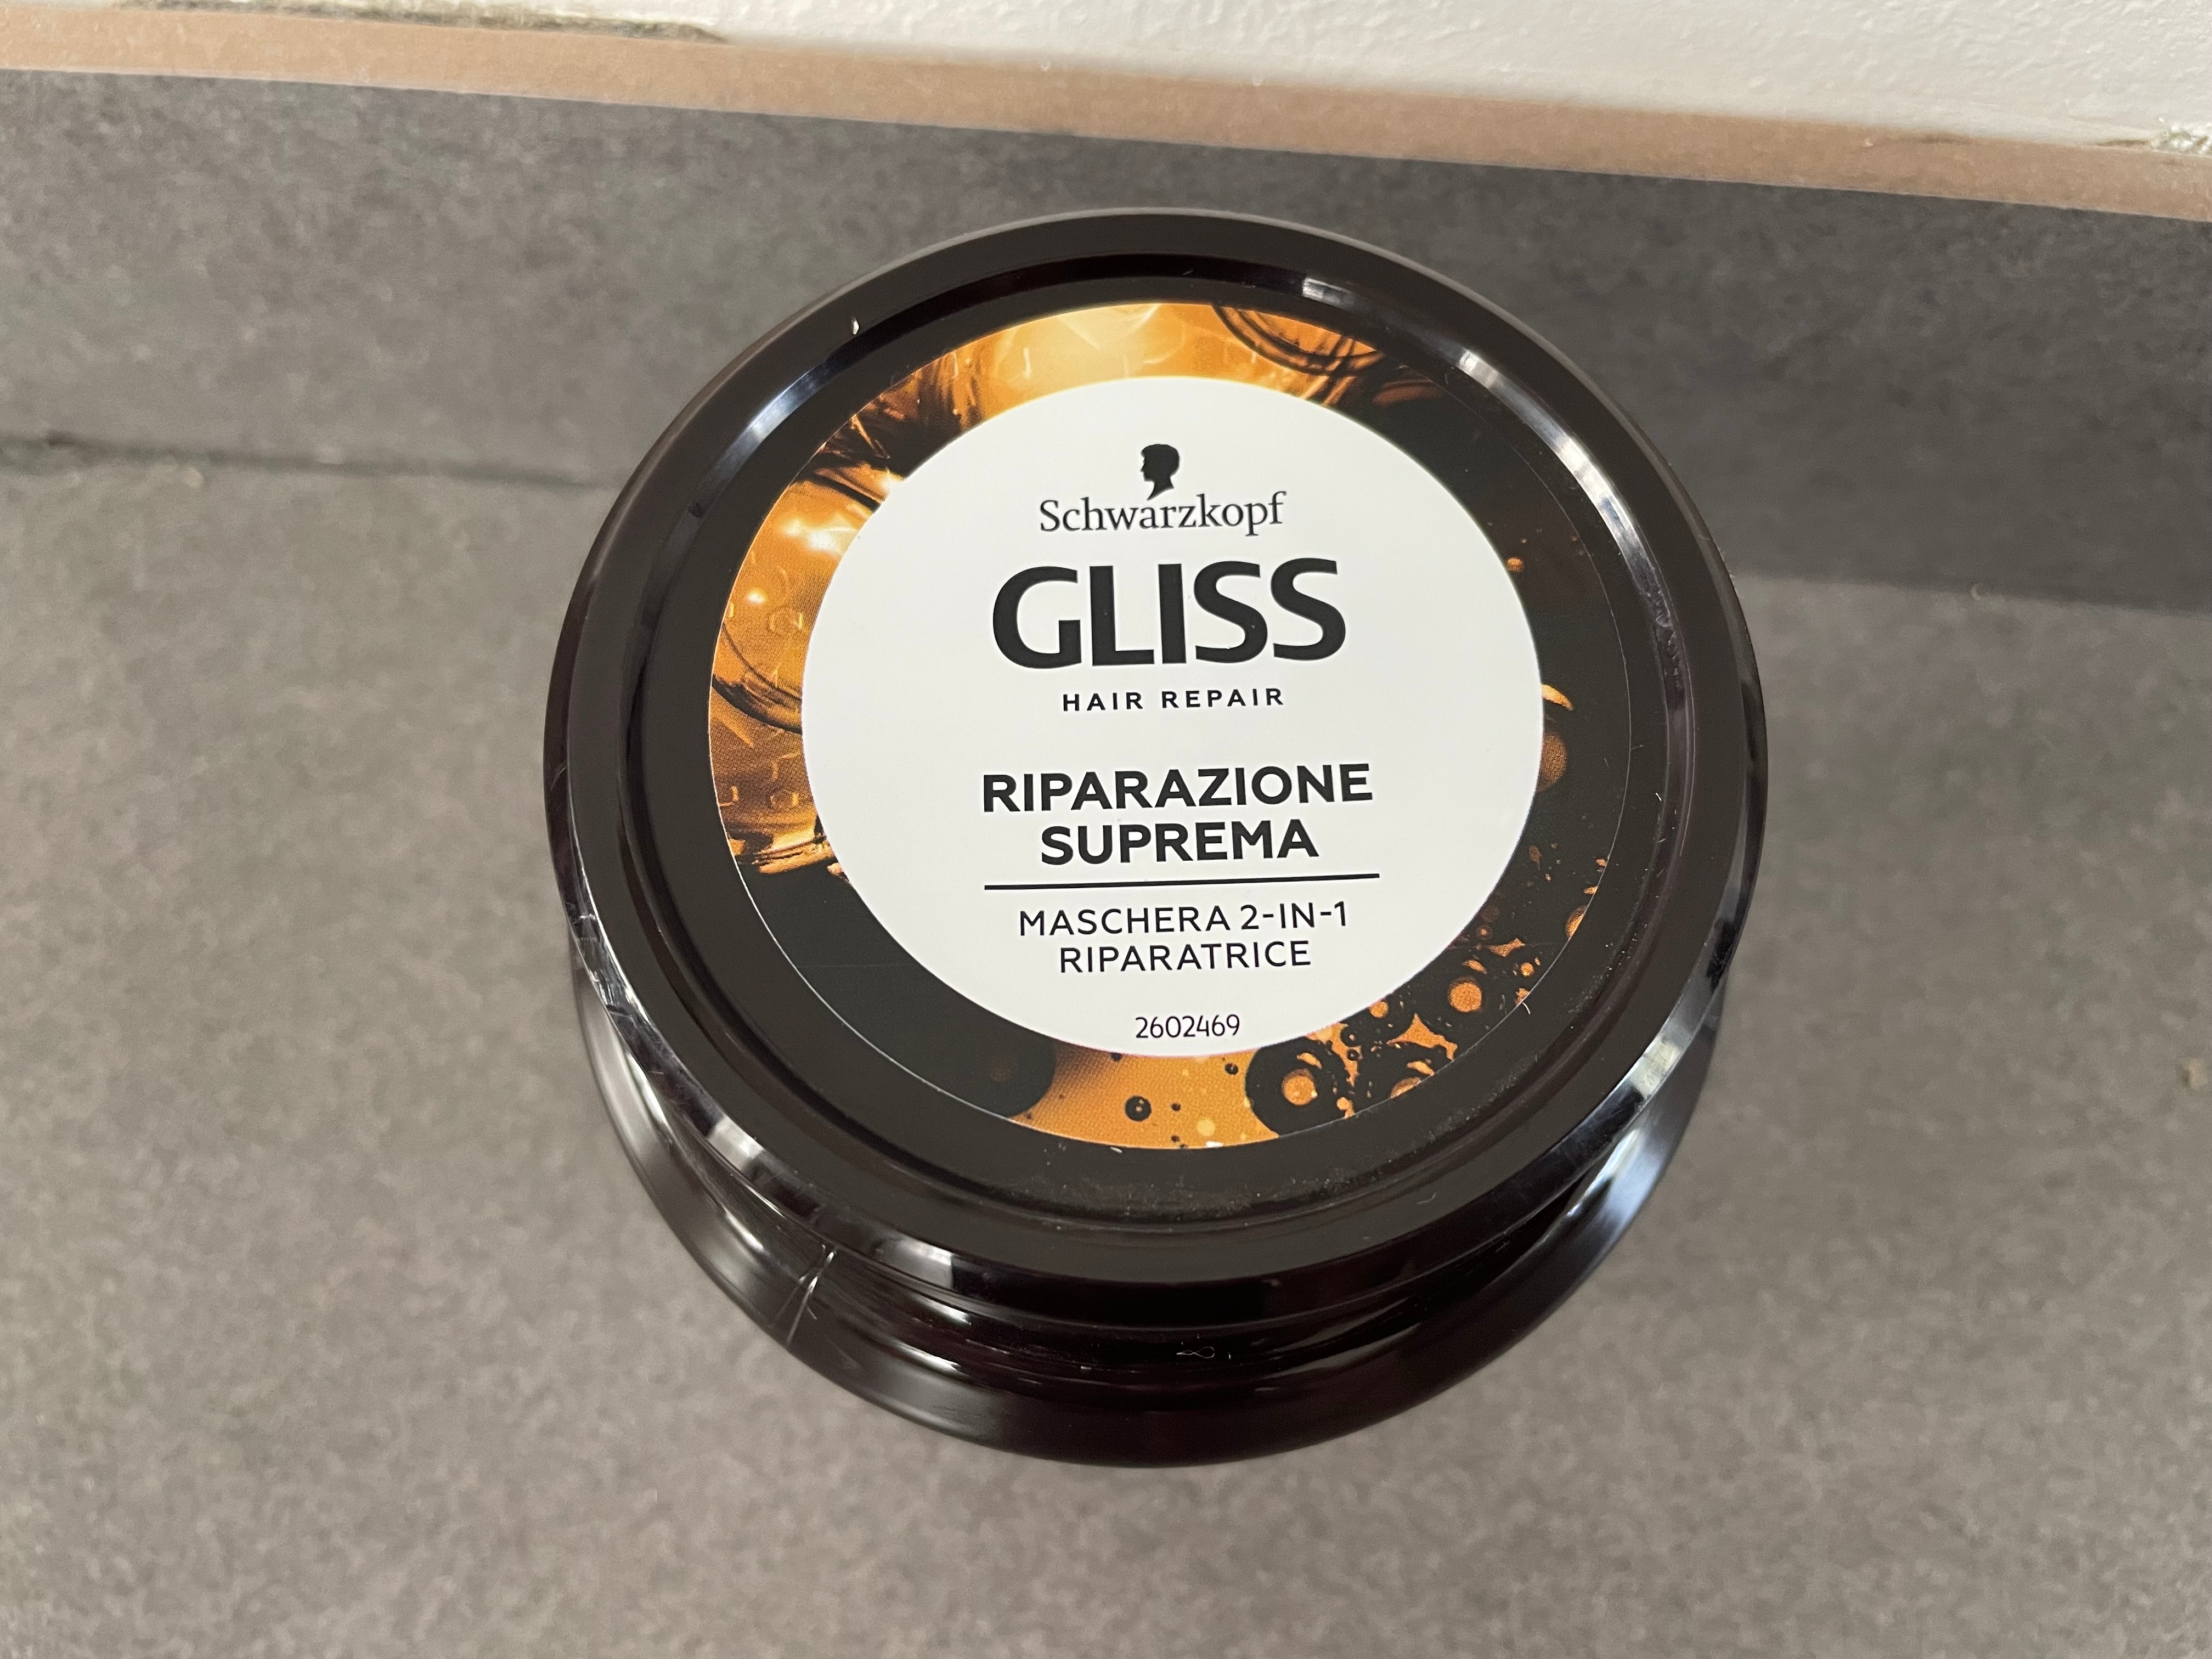 Schwarzkopf
GLISS
HAIR REPAIR
RIPARAZIONE
SUPREMA
MASCHERA 2-IN-1
RIPARATRICE
2602469